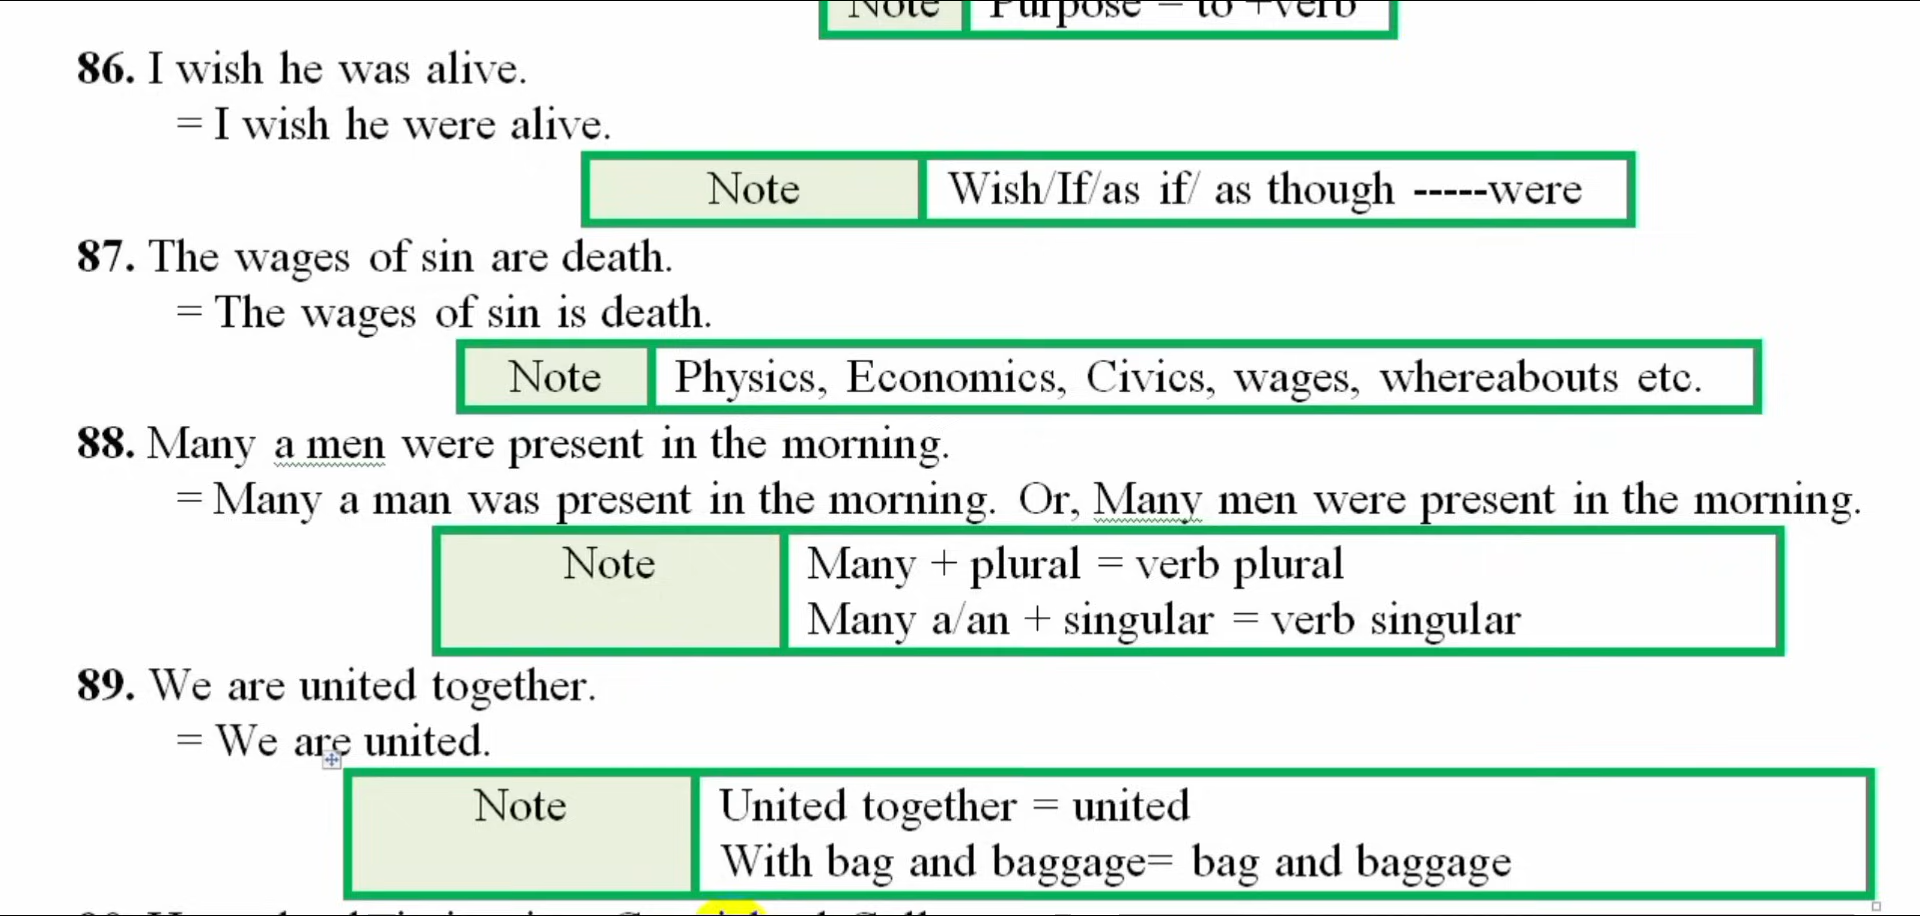 Note Purpose = to +verb
86. I wish he was alive.
= I wish he were alive.
Note Wish/If/as if/ as though -----were
87. The wages of sin are death.
= The wages of sin is death.
Note Physics, Economics, Civics, wages, whereabouts etc.
88. Many a men were present in the morning.
= Many a man was present in the morning. Or, Many men were present in the morning.
Note Many + plural = verb plural
Many a/an + singular = verb singular
89. We are united together.
= We are united.
Note United together = united
With bag and baggage= bag and baggage